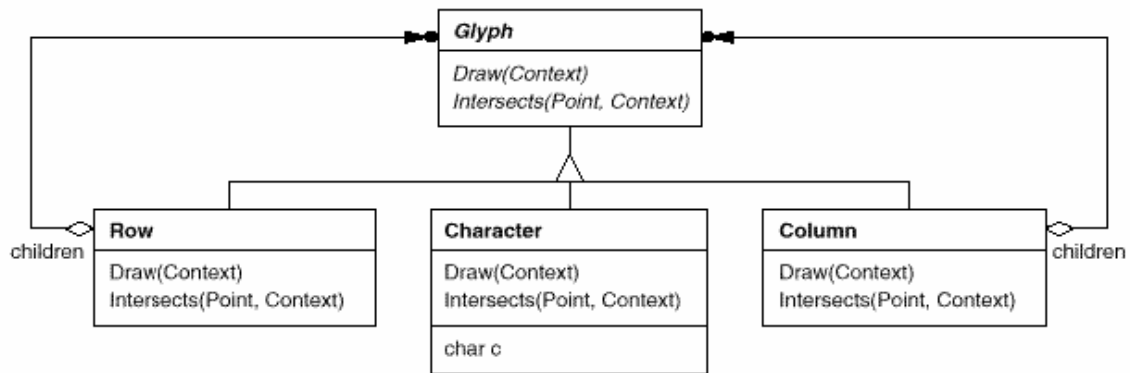 Glyph
Draw(Context)
Intersects(Point, Context)
children
Row
Draw(Context)
Intersects(Point, Context)
Character
Draw(Context)
Intersects(Point, Context)
char c
Column
Draw(Context)
Intersects(Point, Context)
children